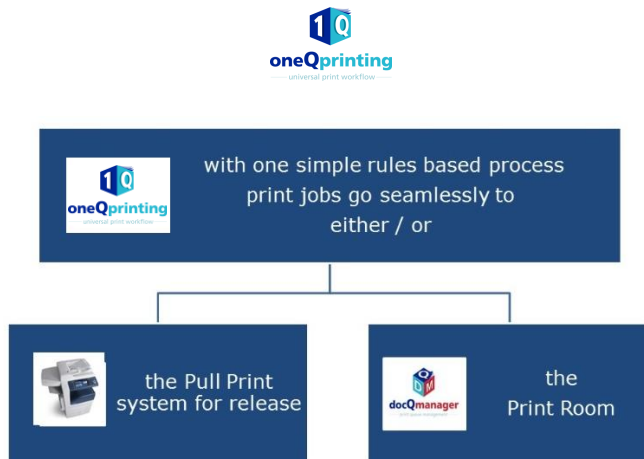 1Q
oneQprinting
universal print workflow
1Q
oneQprinting
universal print workflow
with one simple rules based process
print jobs go seamlessly to
either / or
the Pull Print
system for release
Q
D M
docQmanager
the
Print Room